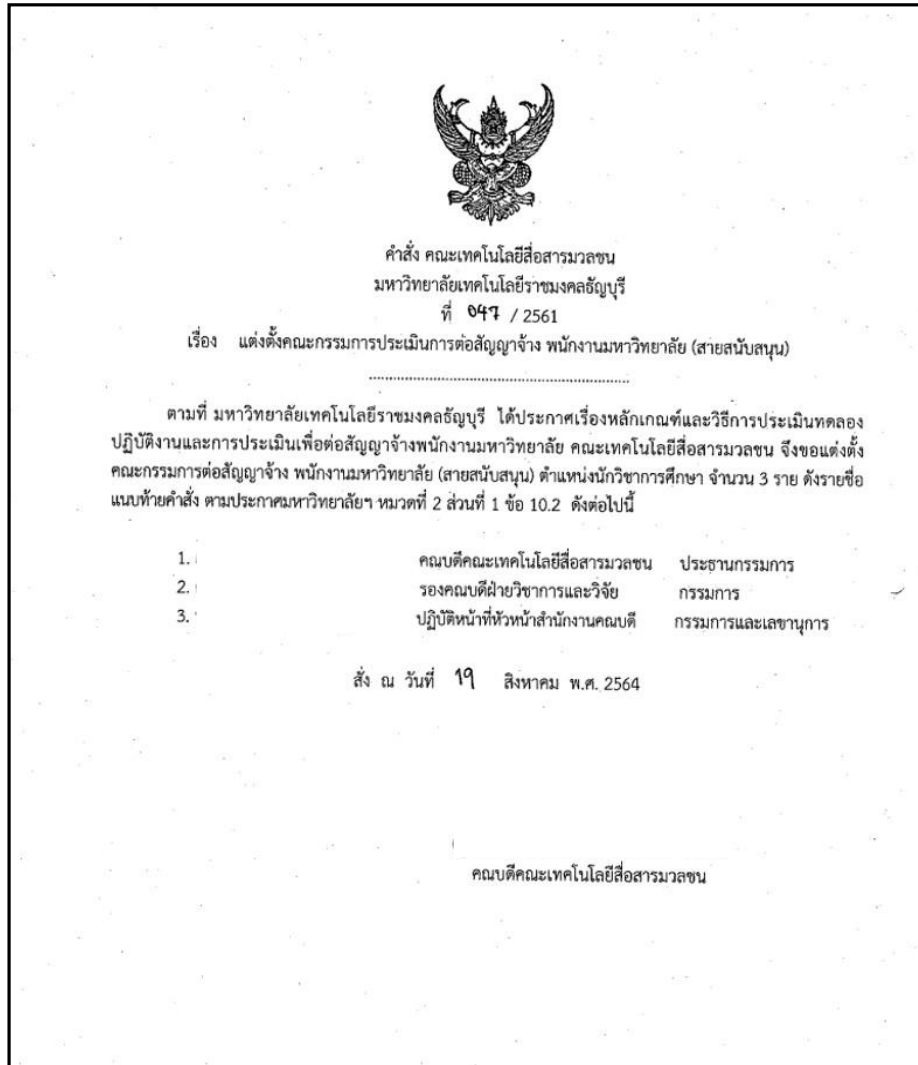 คำสั่ง คณะเทคโนโลยีสื่อสารมวลชน
มหาวิทยาลัยเทคโนโลยีราชมงคลธัญบุรี
ที่ 047 / 2561
เรื่อง แต่งตั้งคณะกรรมการประเมินการต่อสัญญาจ้าง พนักงานมหาวิทยาลัย (สายสนับสนุน)
ตามที่ มหาวิทยาลัยเทคโนโลยีราชมงคลธัญบุรี ได้ประกาศเรื่องหลักเกณฑ์และวิธีการประเมินทดลอง
ปฏิบัติงานและการประเมินเพื่อต่อสัญญาจ้างพนักงานมหาวิทยาลัย คณะเทคโนโลยีสื่อสารมวลชน จึงขอแต่งตั้ง
คณะกรรมการต่อสัญญาจ้าง พนักงานมหาวิทยาลัย (สายสนับสนุน) ตำแหน่งนักวิชาการศึกษา จำนวน 3 ราย ดังรายชื่อ
แนบท้ายคำสั่ง ตามประกาศมหาวิทยาลัยฯ หมวดที่ 2 ส่วนที่ 1 ข้อ 10.2 ดังต่อไปนี้
1. คณบดีคณะเทคโนโลยีสื่อสารมวลชน ประธานกรรมการ
2. รองคณบดีฝ่ายวิชาการและวิจัย กรรมการ
3. ปฏิบัติหน้าที่หัวหน้าสำนักงานคณบดี กรรมการและเลขานุการ
สั่ง ณ วันที่ 19 สิงหาคม พ.ศ. 2564
คณบดีคณะเทคโนโลยีสื่อสารมวลชน